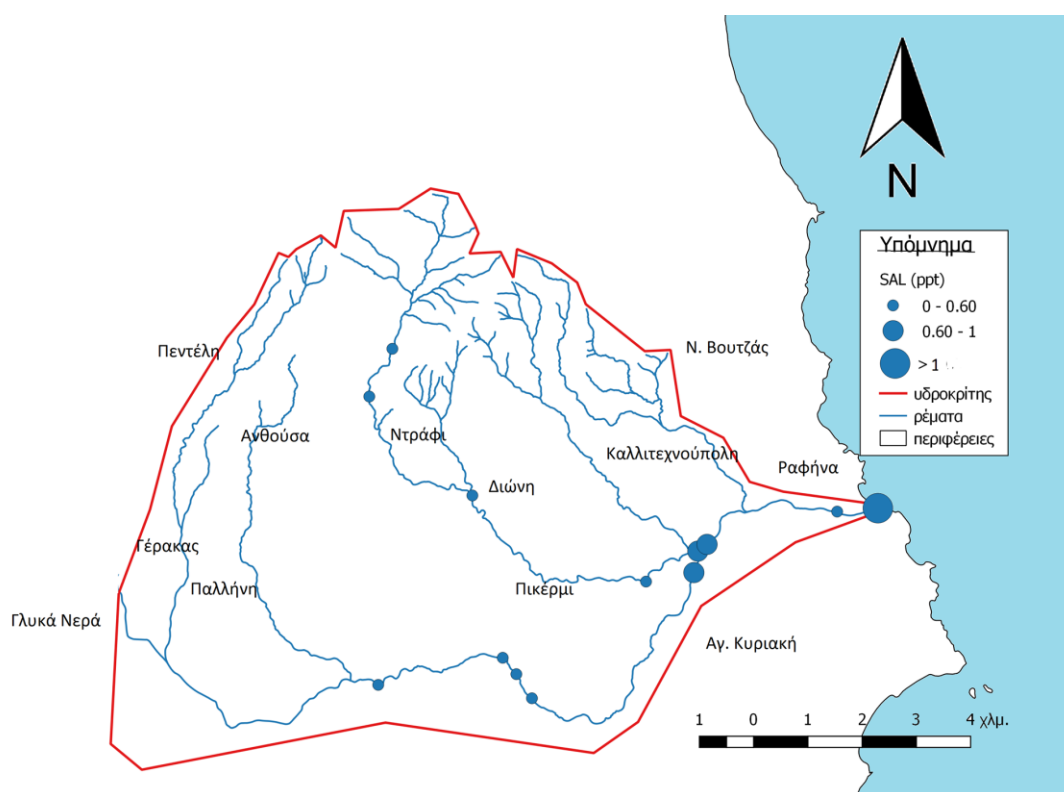 N
Υπόμνημα
SAL (ppt)
0 - 0.60
0.60 - 1
>1
υδροκρίτης
ρέματα
περιφέρειες
Πεντέλη
Ν. Βουτζάς
Ανθούσα
Ντράφι
Καλλιτεχνούπολη
Ραφήνα
Διώνη
Γέρακας
Παλλήνη
Πικέρμι
Γλυκά Νερά
Αγ. Κυριακή
1 0 1 2 3 4 χλμ.